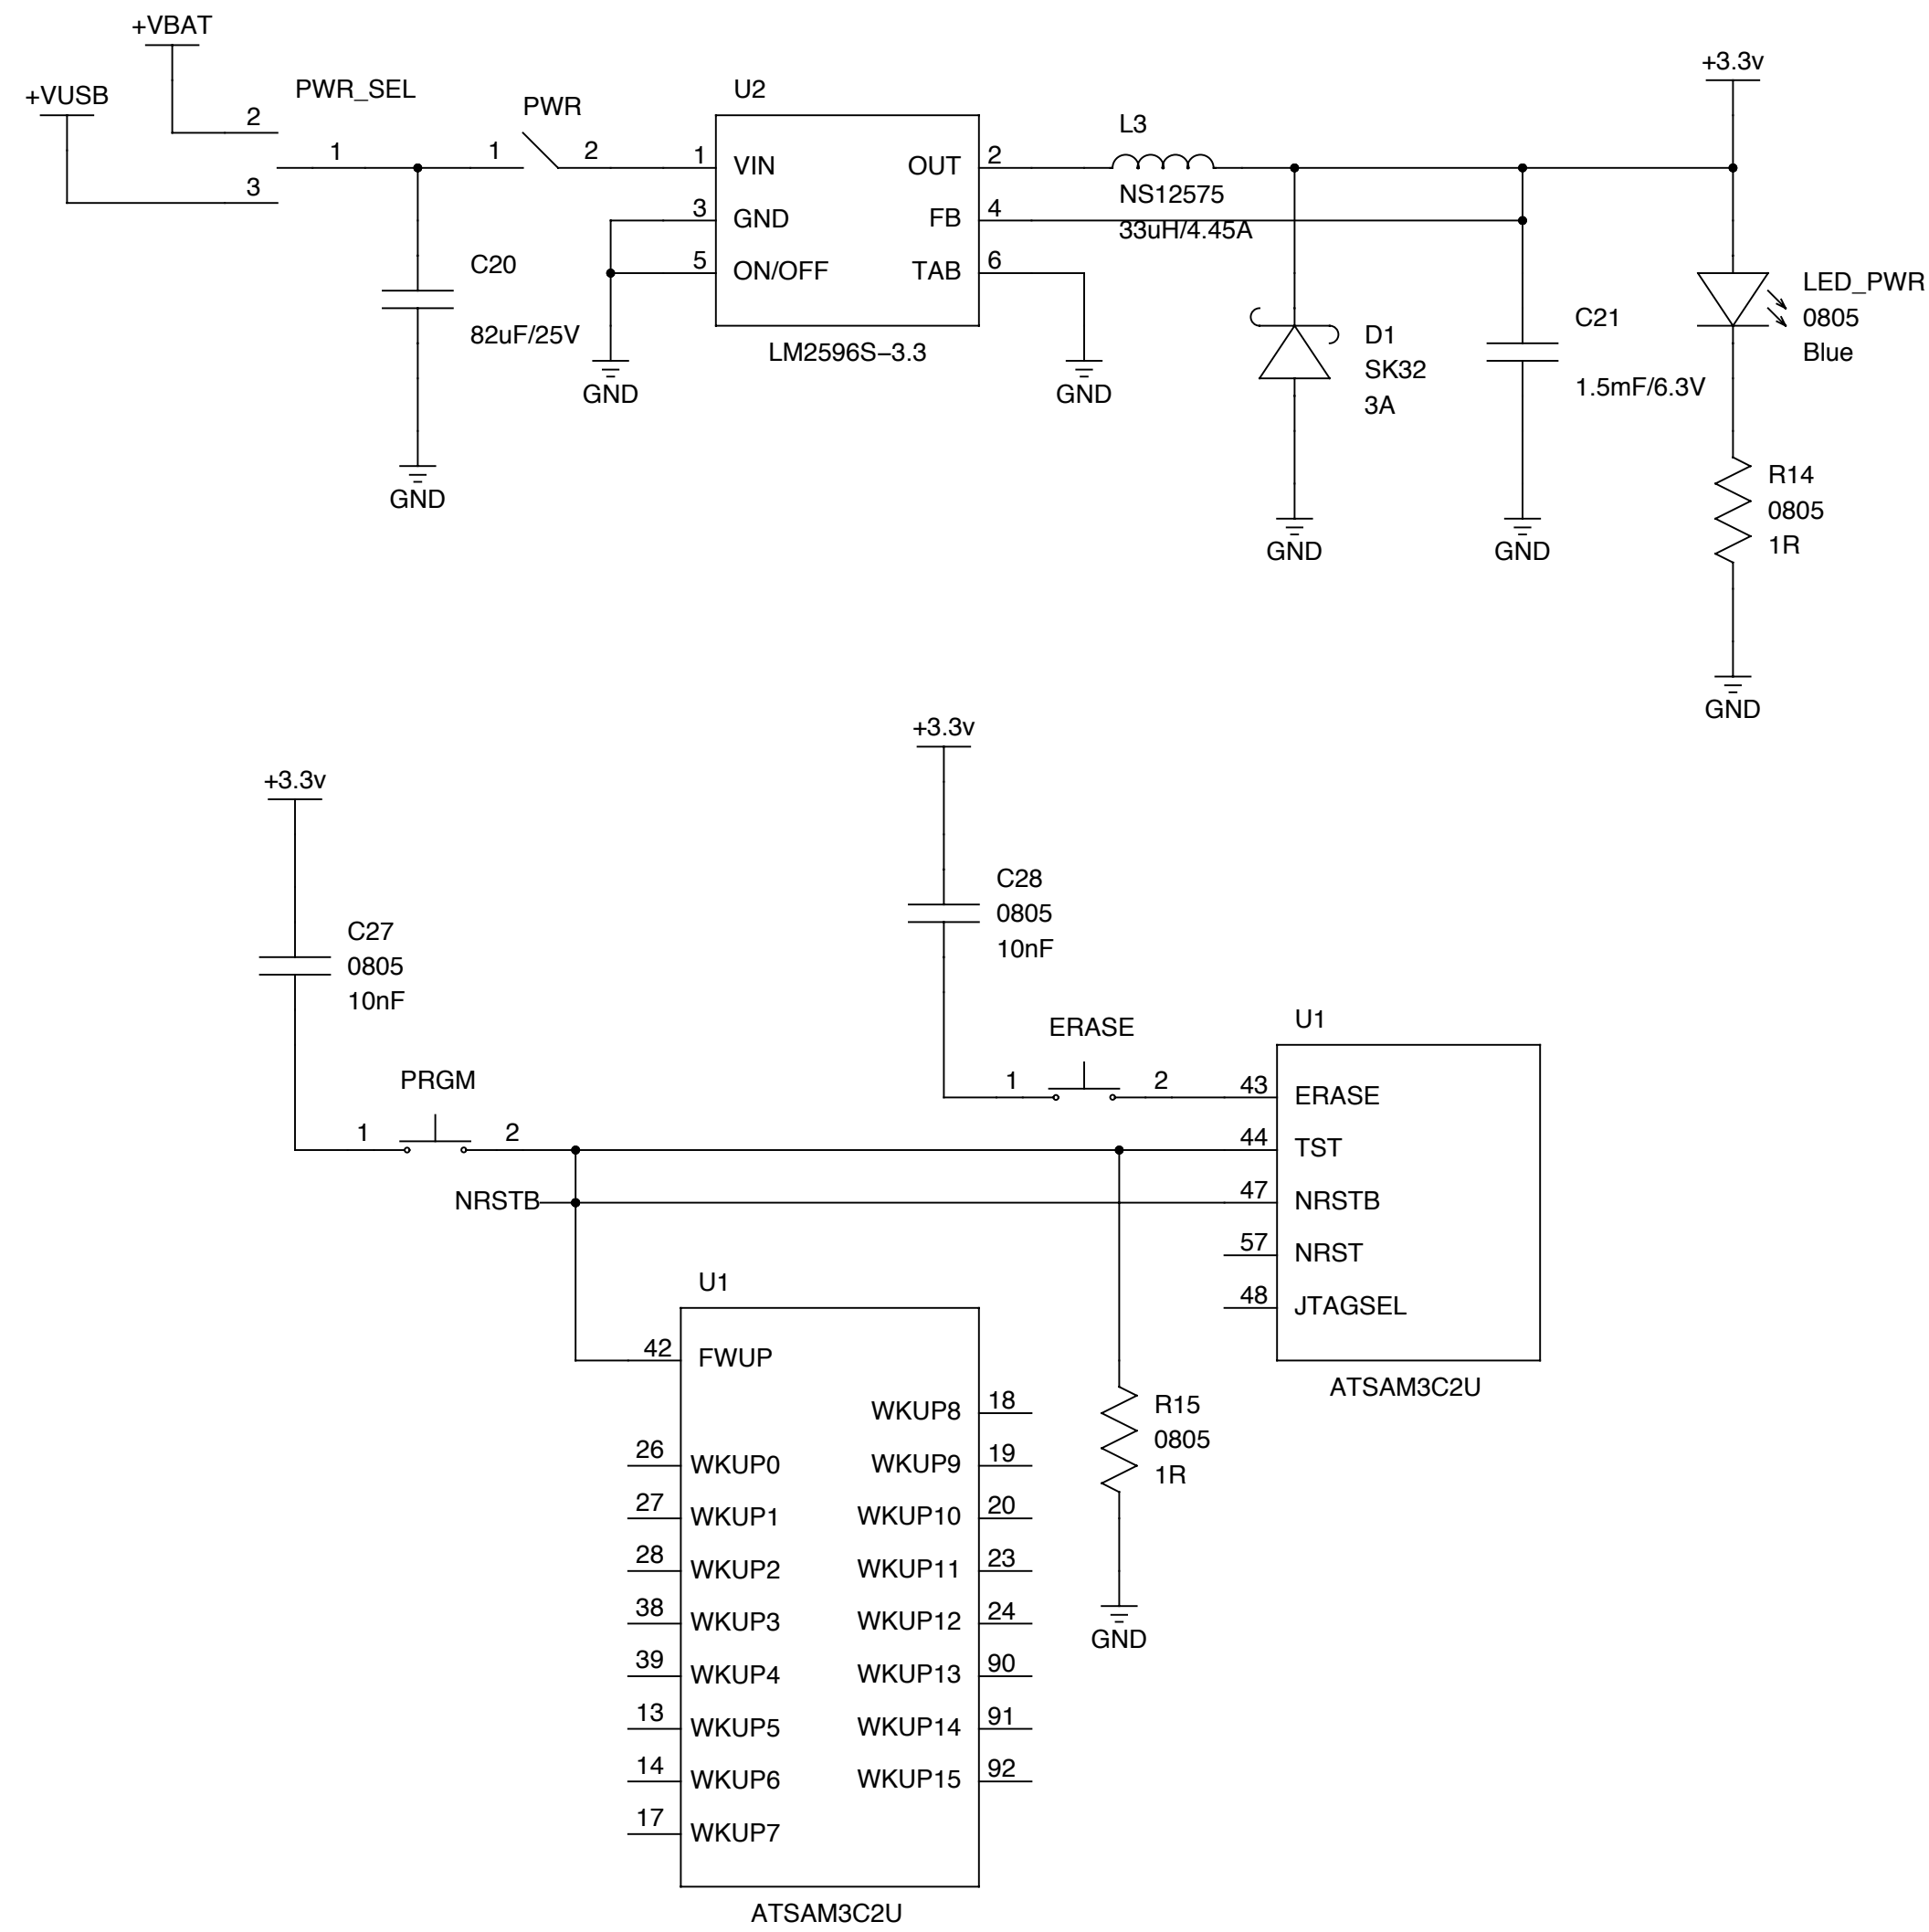 +VBAT
+VUSB
PWR_SEL
2
1
3
PWR
1
2
C20
82uF/25V
GND
U2
1
VIN
3
GND
5
ON/OFF
OUT
2
FB
4
TAB
6
LM2596S–3.3
GND
GND
L3
NS12575
33uH/4.45A
D1
SK32
3A
GND
C21
1.5mF/6.3V
GND
+3.3v
LED_PWR
0805
Blue
R14
0805
1R
GND
+3.3v
C27
0805
10nF
PRGM
1
2
NRSTB
+3.3v
C28
0805
10nF
ERASE
1
2
U1
43
ERASE
44
TST
47
NRSTB
57
NRST
48
JTAGSEL
ATSAM3C2U
U1
42
FWUP
26
WKUP0
27
WKUP1
28
WKUP2
38
WKUP3
39
WKUP4
13
WKUP5
14
WKUP6
17
WKUP7
WKUP8
18
WKUP9
19
WKUP10
20
WKUP11
23
WKUP12
24
WKUP13
90
WKUP14
91
WKUP15
92
ATSAM3C2U
R15
0805
1R
GND